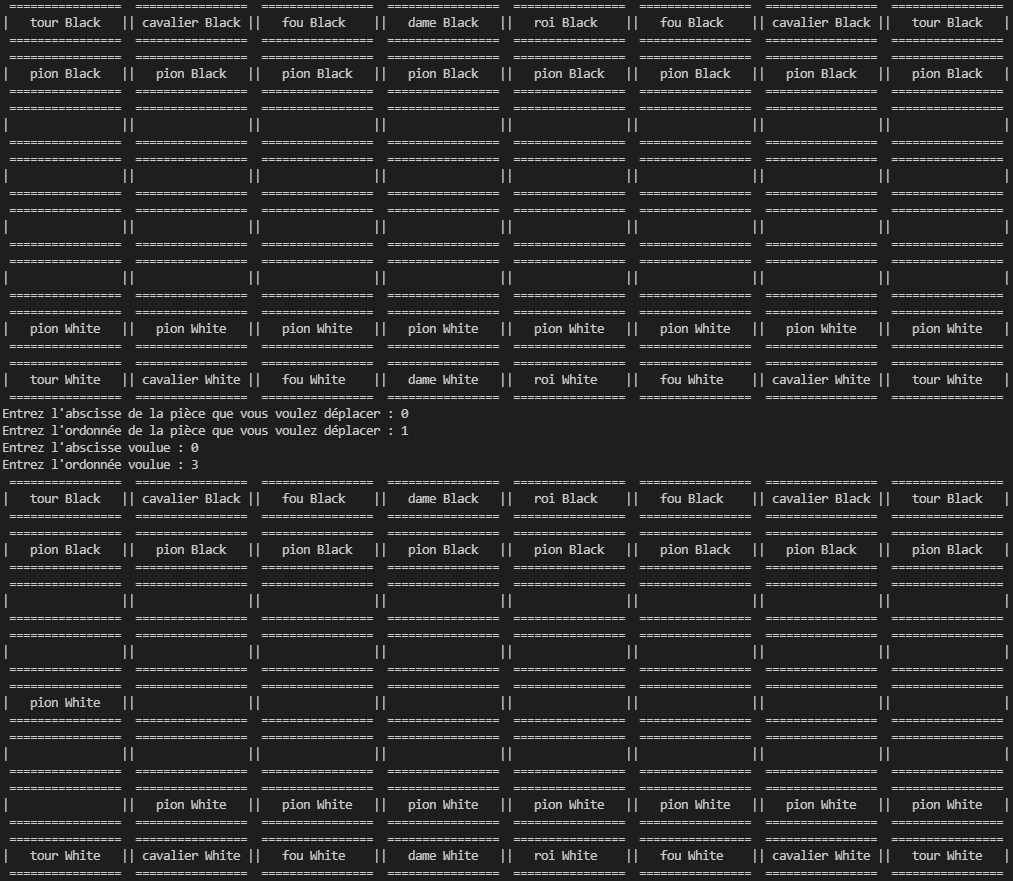 ================ ================ ================ ================ ================ ================ ================ ================
| tour Black || cavalier Black || fou Black || dame Black || roi Black || fou Black || cavalier Black || tour Black |
================ ================ ================ ================ ================ ================ ================ ================
================ ================ ================ ================ ================ ================ ================ ================
| pion Black || pion Black || pion Black || pion Black || pion Black || pion Black || pion Black || pion Black |
================ ================ ================ ================ ================ ================ ================ ================
================ ================ ================ ================ ================ ================ ================ ================
| || || || || || || || |
================ ================ ================ ================ ================ ================ ================ ================
================ ================ ================ ================ ================ ================ ================ ================
| || || || || || || || |
================ ================ ================ ================ ================ ================ ================ ================
================ ================ ================ ================ ================ ================ ================ ================
| || || || || || || || |
================ ================ ================ ================ ================ ================ ================ ================
================ ================ ================ ================ ================ ================ ================ ================
| || || || || || || || |
================ ================ ================ ================ ================ ================ ================ ================
================ ================ ================ ================ ================ ================ ================ ================
| pion White || pion White || pion White || pion White || pion White || pion White || pion White || pion White |
================ ================ ================ ================ ================ ================ ================ ================
================ ================ ================ ================ ================ ================ ================ ================
| tour White || cavalier White || fou White || dame White || roi White || fou White || cavalier White || tour White |
================ ================ ================ ================ ================ ================ ================ ================
Entrez l'abscisse de la pièce que vous voulez déplacer : 0
Entrez l'ordonnée de la pièce que vous voulez déplacer : 1
Entrez l'abscisse voulue : 0
Entrez l'ordonnée voulue : 3
================ ================ ================ ================ ================ ================ ================ ================
| tour Black || cavalier Black || fou Black || dame Black || roi Black || fou Black || cavalier Black || tour Black |
================ ================ ================ ================ ================ ================ ================ ================
================ ================ ================ ================ ================ ================ ================ ================
| pion Black || pion Black || pion Black || pion Black || pion Black || pion Black || pion Black || pion Black |
================ ================ ================ ================ ================ ================ ================ ================
================ ================ ================ ================ ================ ================ ================ ================
| || || || || || || || |
================ ================ ================ ================ ================ ================ ================ ================
================ ================ ================ ================ ================ ================ ================ ================
| || || || || || || || |
================ ================ ================ ================ ================ ================ ================ ================
================ ================ ================ ================ ================ ================ ================ ================
| pion White || || || || || || || |
================ ================ ================ ================ ================ ================ ================ ================
================ ================ ================ ================ ================ ================ ================ ================
| || || || || || || || |
================ ================ ================ ================ ================ ================ ================ ================
================ ================ ================ ================ ================ ================ ================ ================
| || pion White || pion White || pion White || pion White || pion White || pion White || pion White |
================ ================ ================ ================ ================ ================ ================ ================
================ ================ ================ ================ ================ ================ ================ ================
| tour White || cavalier White || fou White || dame White || roi White || fou White || cavalier White || tour White |
================ ================ ================ ================ ================ ================ ================ ================